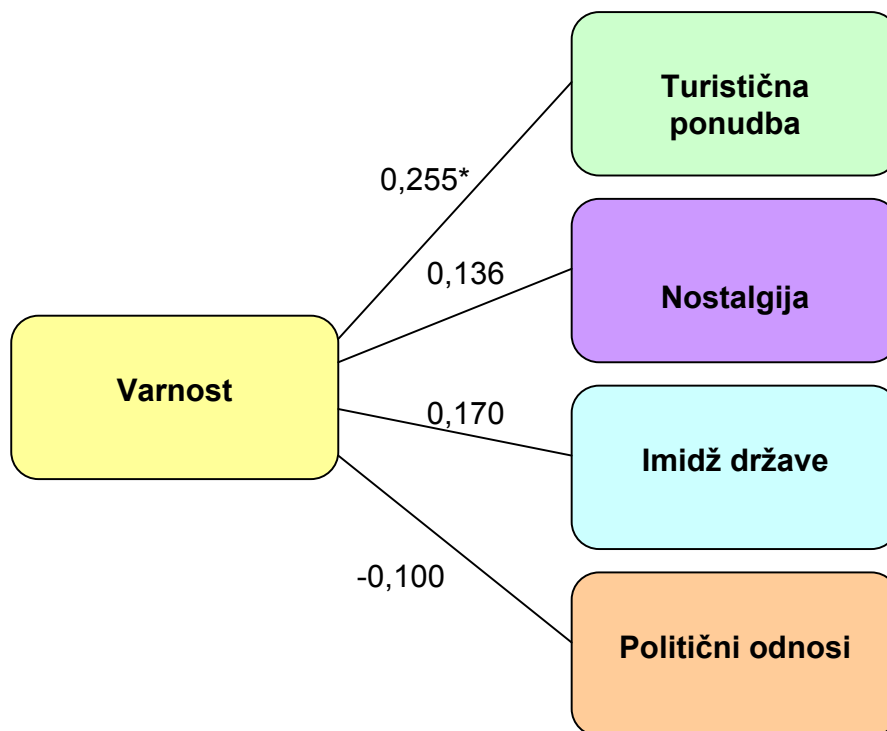 Turistična
ponudba
0,255*
0,136
Nostalgija
Varnost
0,170
Imidž države
-0,100
Politični odnosi